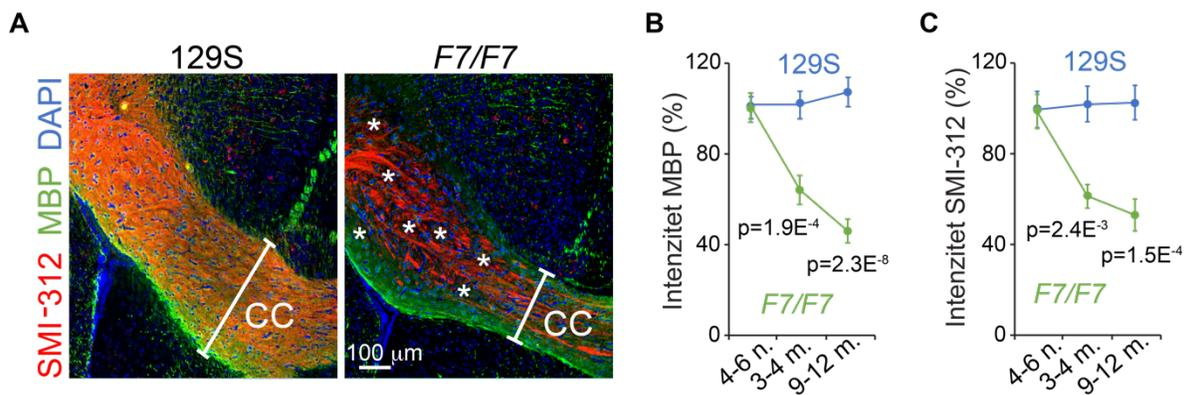 A
129S
F7/F7
SMI-312 MBP DAPI
CC
* * * * * * *
CC
100 µm
B
Intenzitet MBP (%)
120
80
40
0
129S
p=1.9E-4
p=2.3E-8
F7/F7
4-6 n.
3-4 m.
9-12 m.
C
Intenzitet SMI-312 (%)
120
80
40
0
129S
p=2.4E-3
p=1.5E-4
F7/F7
4-6 n.
3-4 m.
9-12 m.